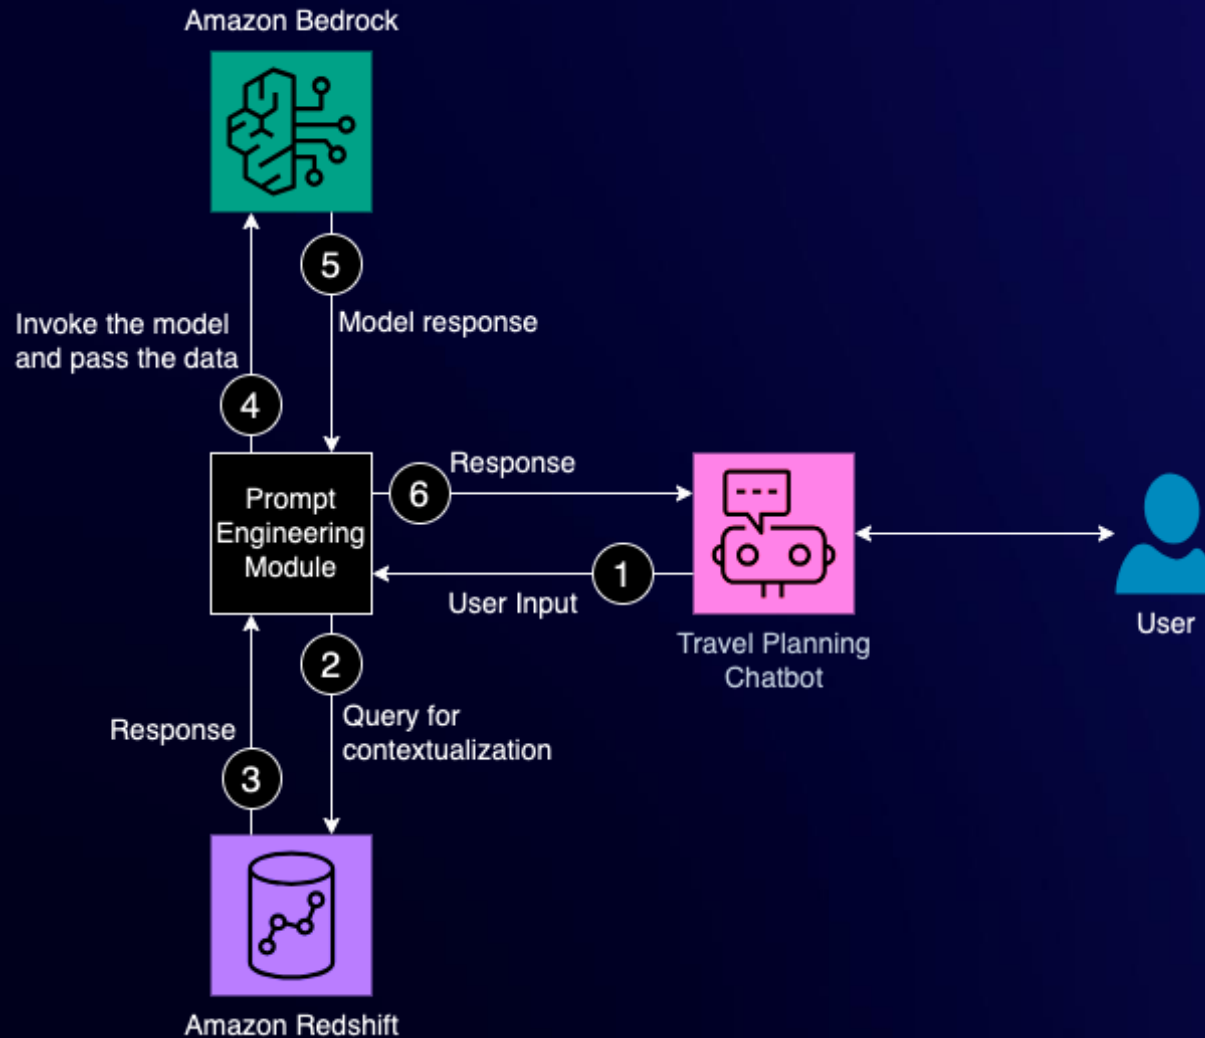 Amazon Bedrock
5
Invoke the model
and pass the data
Model response
4
Prompt
Engineering
Module
6
Response
1
User Input
Travel Planning
Chatbot
User
2
Query for
contextualization
Response
3
Amazon Redshift